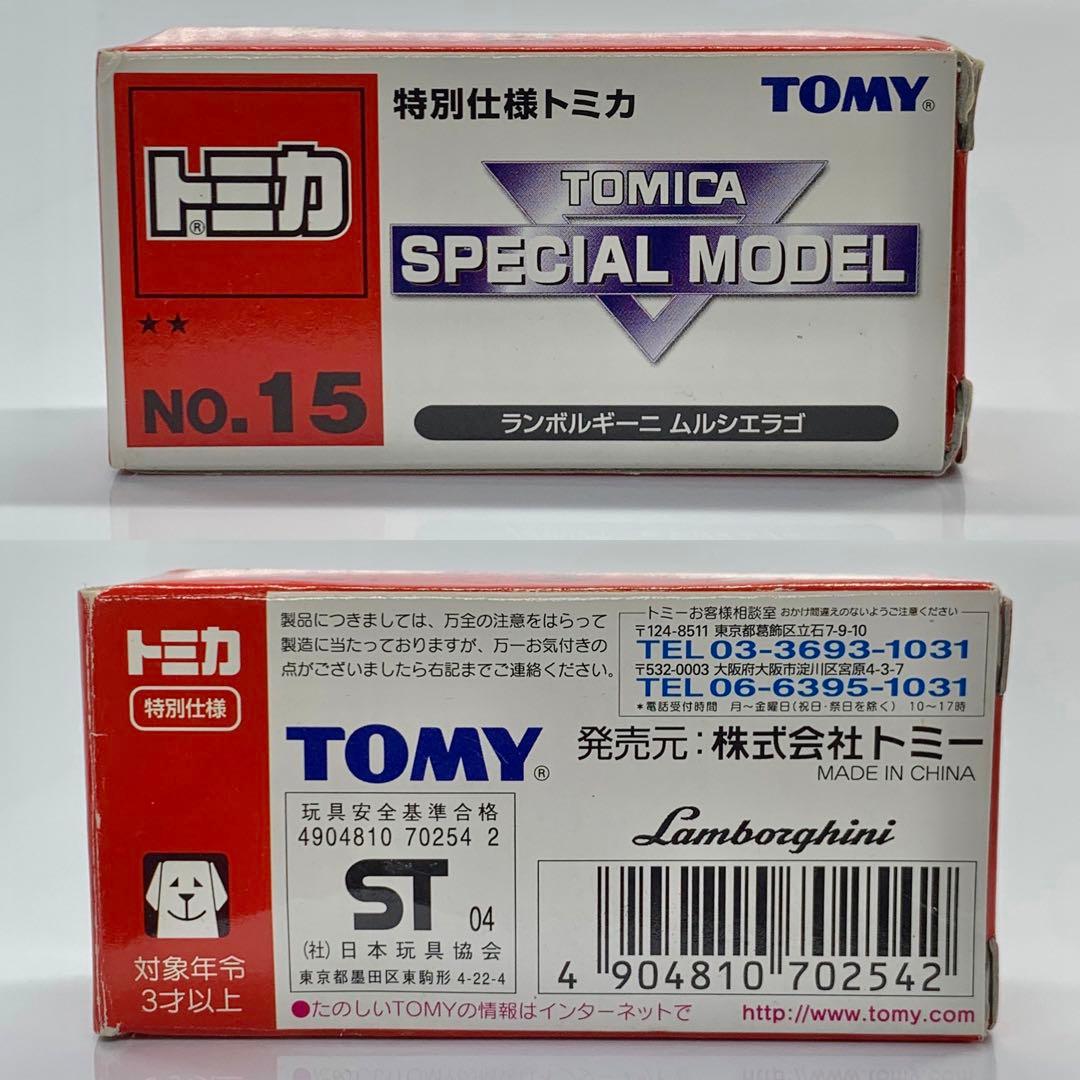 特別仕様トミカ
TOMY®
トミカ®
TOMICA
SPECIAL MODEL
★★
NO.15
ランボルギーニ ムルシエラゴ
トミカ
特別仕様
製品につきましては、万全の注意をはらって
製造に当たっておりますが、万一お気付きの
点がございましたら右記までご連絡ください。
トミーお客様相談室 おかけ間違えのないようご注意ください
〒124-8511 東京都葛飾区立石7-9-10
TEL 03-3693-1031
〒532-0003 大阪府大阪市淀川区宮原4-3-7
TEL 06-6395-1031
*電話受付時間 月〜金曜日(祝日・祭日を除く) 10〜17時
TOMY®
発売元:株式会社トミー
MADE IN CHINA
玩具安全基準合格
4904810 70254 2
ST 04
(社)日本玩具協会
東京都墨田区東駒形 4-22-4
Lamborghini
4 904810 702542
対象年令
3才以上
●たのしいTOMYの情報はインターネットで http://www.tomy.com